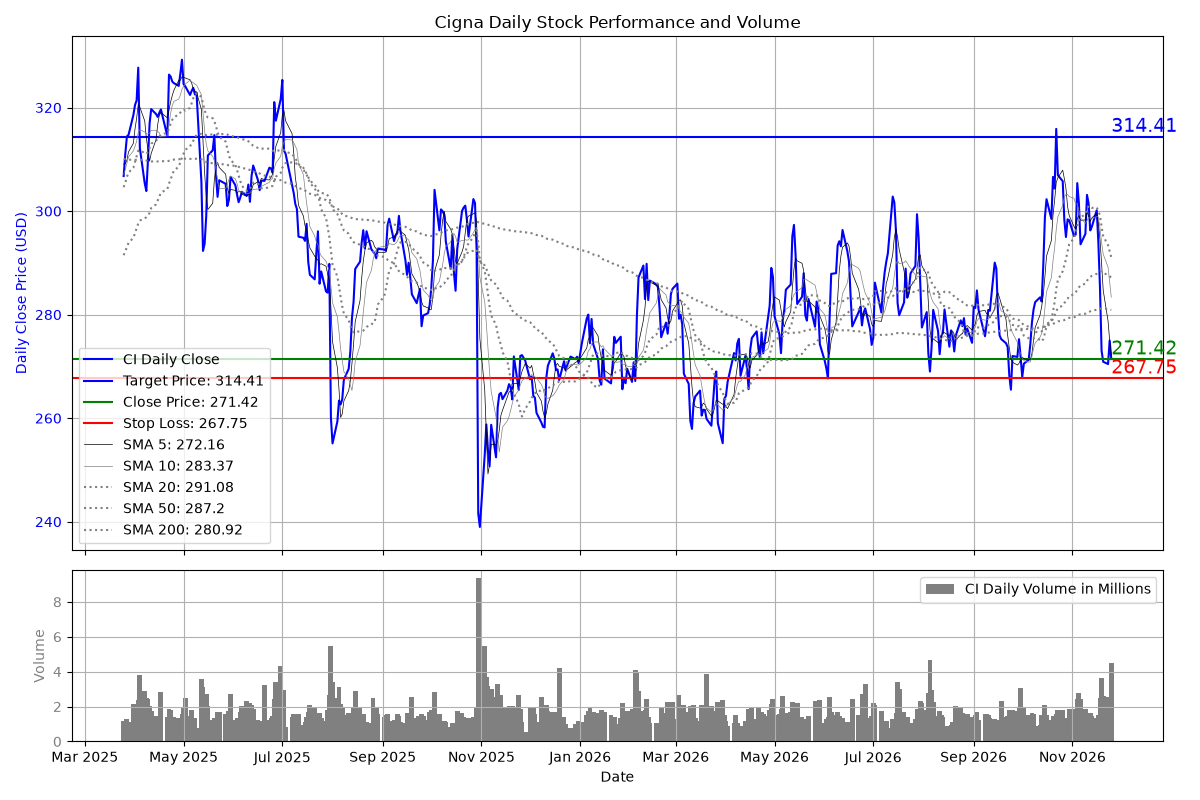 Cigna Daily Stock Performance and Volume
Daily Close Price (USD)
320
300
280
260
240
314.41
271.42
267.75
CI Daily Close
Target Price: 314.41
Close Price: 271.42
Stop Loss: 267.75
SMA 5: 272.16
SMA 10: 283.37
SMA 20: 291.08
SMA 50: 287.2
SMA 200: 280.92
Volume
8
6
4
2
0
CI Daily Volume in Millions
Mar 2025 May 2025 Jul 2025 Sep 2025 Nov 2025 Jan 2026 Mar 2026 May 2026 Jul 2026 Sep 2026 Nov 2026
Date